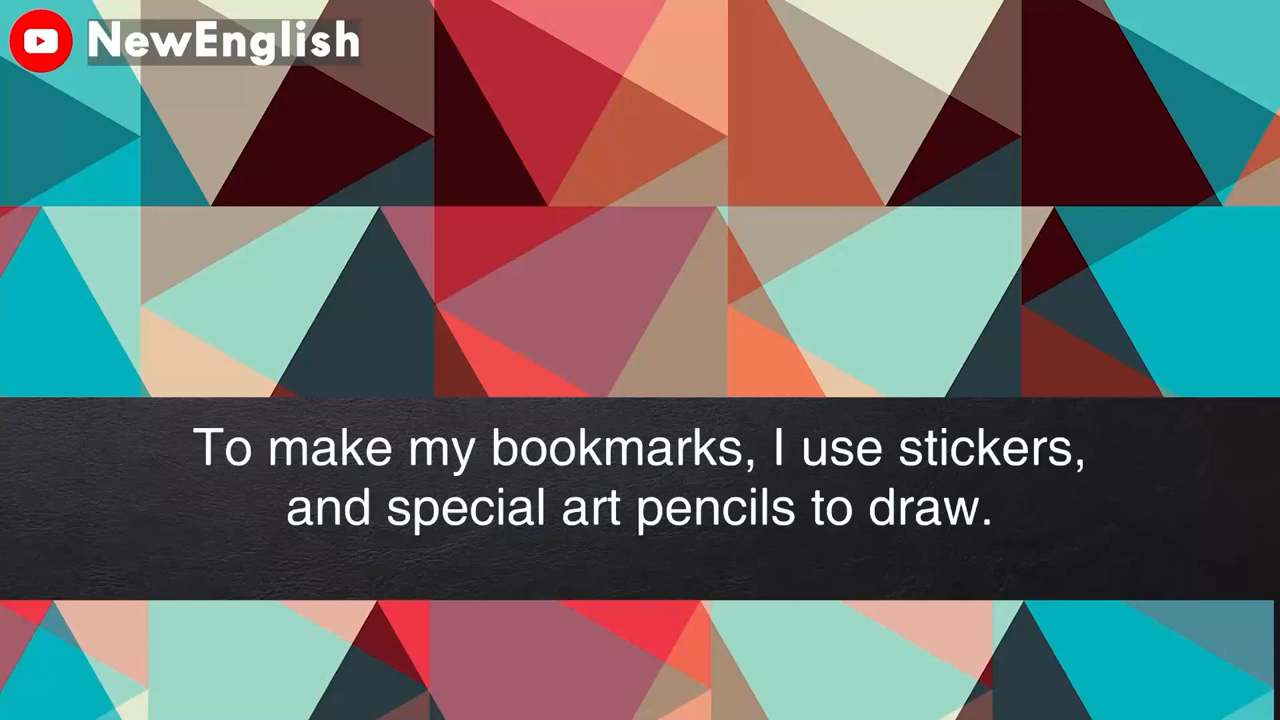 NewEnglish
To make my bookmarks, I use stickers,
and special art pencils to draw.